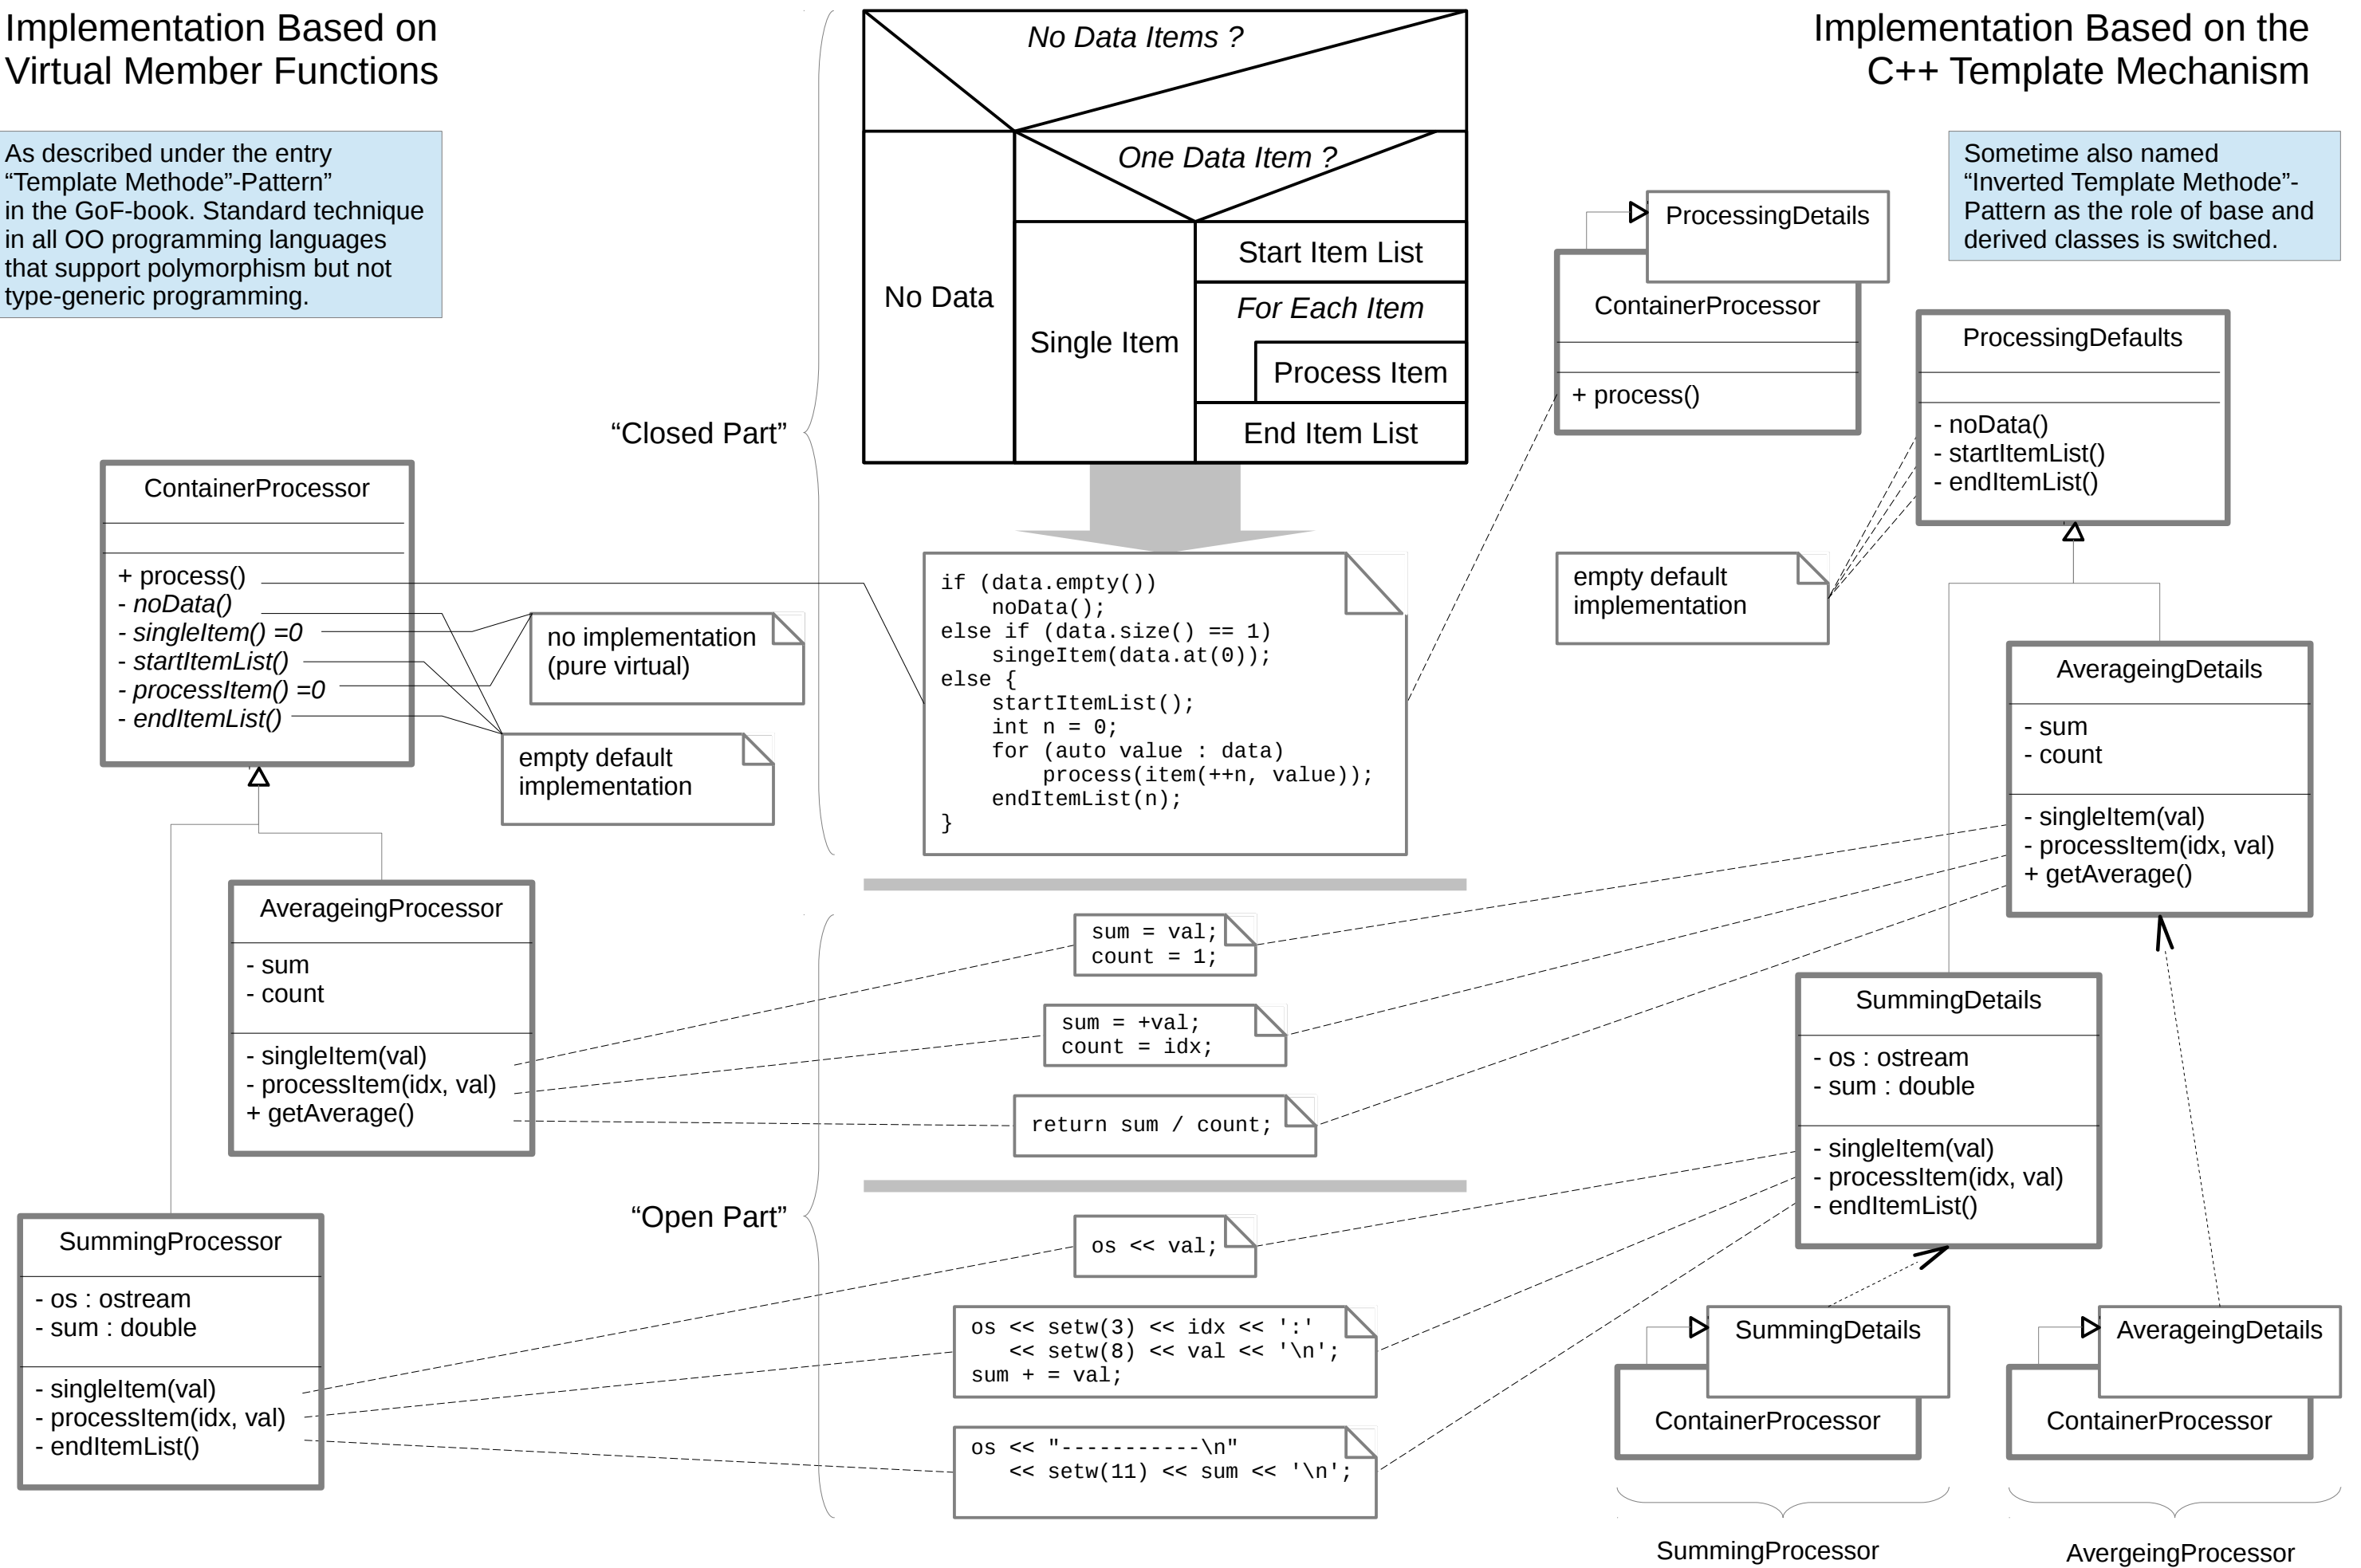 Implementation Based on
Virtual Member Functions
As described under the entry
“Template Methode”-Pattern”
in the GoF-book. Standard technique
in all OO programming languages
that support polymorphism but not
type-generic programming.
ContainerProcessor
+ process()
- noData()
- singleItem() =0
- startItemList()
- processItem() =0
- endItemList()
no implementation
(pure virtual)
empty default
implementation
AverageingProcessor
- sum
- count
- singleItem(val)
- processItem(idx, val)
+ getAverage()
SummingProcessor
- os : ostream
- sum : double
- singleItem(val)
- processItem(idx, val)
- endItemList()
“Closed Part”
No Data Items ?
One Data Item ?
No Data
Single Item
Start Item List
For Each Item
Process Item
End Item List
if (data.empty())
    noData();
else if (data.size() == 1)
    singeItem(data.at(0));
else {
    startItemList();
    int n = 0;
    for (auto value : data)
        process(item(++n, value));
    endItemList(n);
}
“Open Part”
sum = val;
count = 1;
sum = +val;
count = idx;
return sum / count;
os << val;
os << setw(3) << idx << ':'
   << setw(8) << val << '\n';
sum + = val;
os << "-----------\n"
   << setw(11) << sum << '\n';
Implementation Based on the
C++ Template Mechanism
Sometime also named
“Inverted Template Methode”-
Pattern as the role of base and
derived classes is switched.
ProcessingDetails
ContainerProcessor
+ process()
ProcessingDefaults
- noData()
- startItemList()
- endItemList()
empty default
implementation
AverageingDetails
- sum
- count
- singleItem(val)
- processItem(idx, val)
+ getAverage()
SummingDetails
- os : ostream
- sum : double
- singleItem(val)
- processItem(idx, val)
- endItemList()
SummingDetails
ContainerProcessor
SummingProcessor
AverageingDetails
ContainerProcessor
AvergeingProcessor